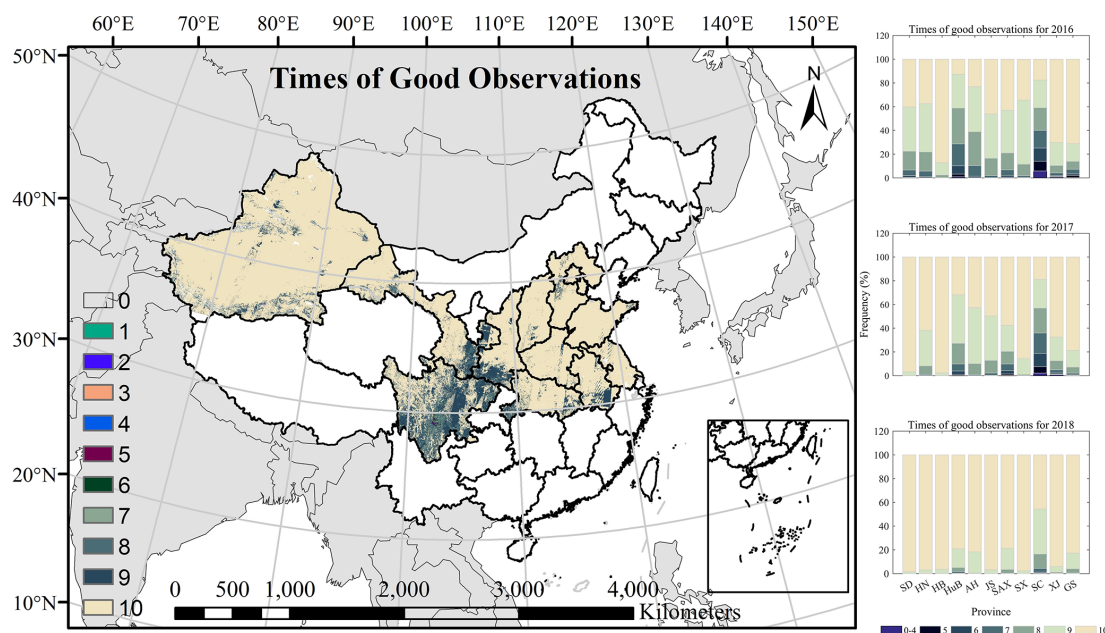 60°E 70°E 80°E 90°E 100°E 110°E 120°E 130°E 140°E 150°E
50°N
40°N
30°N
20°N
10°N
Times of Good Observations
N
0
1
2
3
4
5
6
7
8
9
10
0 500 1,000 2,000 3,000 4,000
Kilometers
Times of good observations for 2016
120
100
80
60
40
20
0
Times of good observations for 2017
120
100
80
60
40
20
0
Frequency (%)
Times of good observations for 2018
120
100
80
60
40
20
0
SD HN HB HuB AH JS SAX SX SC XJ GS
Province
0-4 5 6 7 8 9 10